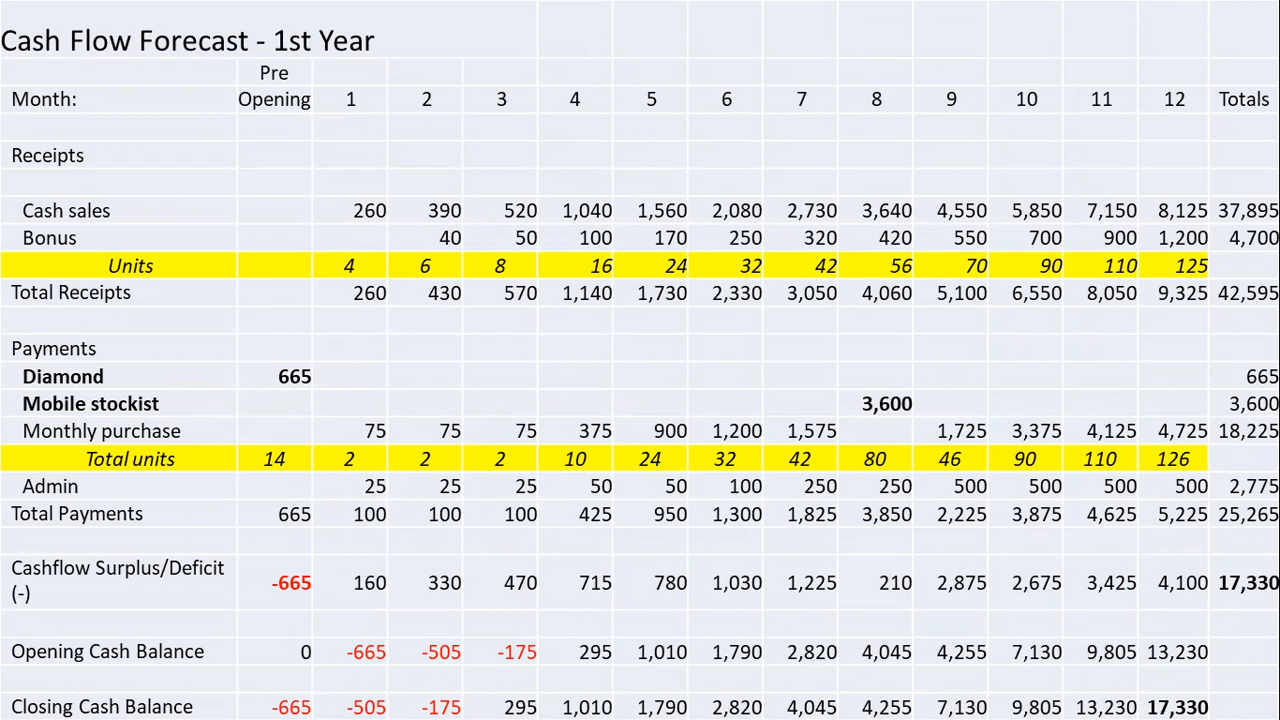 Cash Flow Forecast - 1st Year
Month: Pre Opening 1 2 3 4 5 6 7 8 9 10 11 12 Totals
Receipts
Cash sales 260 390 520 1,040 1,560 2,080 2,730 3,640 4,550 5,850 7,150 8,125 37,895
Bonus 40 50 100 170 250 320 420 550 700 900 1,200 4,700
Units 4 6 8 16 24 32 42 56 70 90 110 125
Total Receipts 260 430 570 1,140 1,730 2,330 3,050 4,060 5,100 6,550 8,050 9,325 42,595
Payments
Diamond 665 665
Mobile stockist 3,600 3,600
Monthly purchase 75 75 75 375 900 1,200 1,575 1,725 3,375 4,125 4,725 18,225
Total units 14 2 2 2 10 24 32 42 80 46 90 110 126
Admin 25 25 25 50 50 100 250 250 500 500 500 500 2,775
Total Payments 665 100 100 100 425 950 1,300 1,825 3,850 2,225 3,875 4,625 5,225 25,265
Cashflow Surplus/Deficit (-) -665 160 330 470 715 780 1,030 1,225 210 2,875 2,675 3,425 4,100 17,330
Opening Cash Balance 0 -665 -505 -175 295 1,010 1,790 2,820 4,045 4,255 7,130 9,805 13,230
Closing Cash Balance -665 -505 -175 295 1,010 1,790 2,820 4,045 4,255 7,130 9,805 13,230 17,330